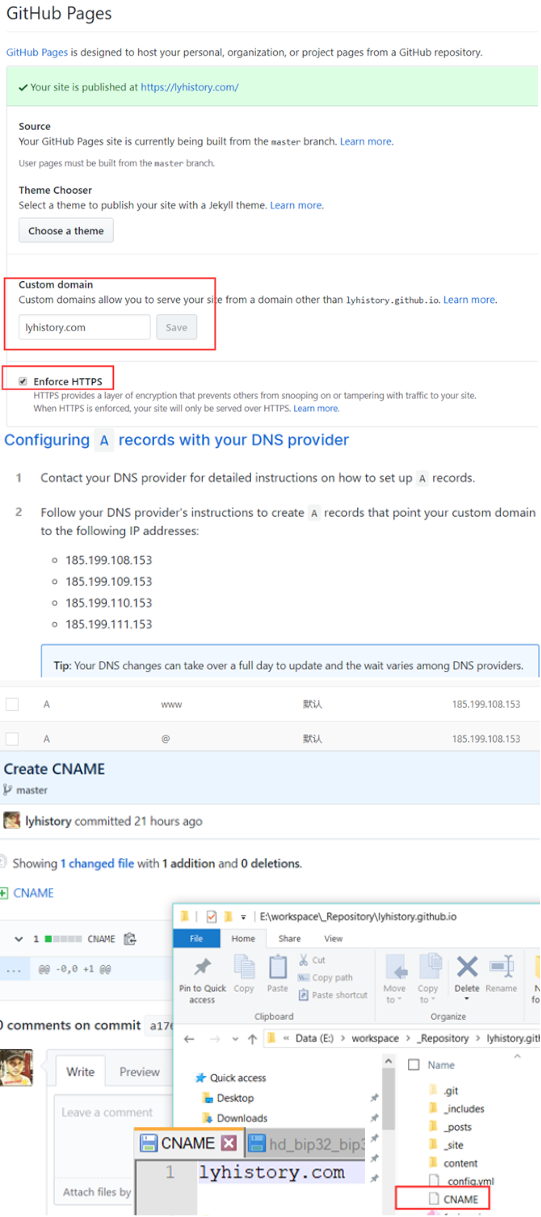 GitHub Pages
GitHub Pages is designed to host your personal, organization, or project pages from a GitHub repository.
Your site is published at https://lyhistory.com/
Source
Your GitHub Pages site is currently being built from the master branch. Learn more.
User pages must be built from the master branch.
Theme Chooser
Select a theme to publish your site with a Jekyll theme. Learn more.
Choose a theme
Custom domain
Custom domains allow you to serve your site from a domain other than lyhistory.github.io. Learn more.
lyhistory.com Save
Enforce HTTPS
HTTPS provides a layer of encryption that prevents others from snooping on or tampering with traffic to your site.
When HTTPS is enforced, your site will only be served over HTTPS. Learn more.
Configuring A records with your DNS provider
1 Contact your DNS provider for detailed instructions on how to set up A records.
2 Follow your DNS provider's instructions to create A records that point your custom domain
to the following IP addresses:
185.199.108.153
185.199.109.153
185.199.110.153
185.199.111.153
Tip: Your DNS changes can take over a full day to update and the wait varies among DNS providers.
A www 默认 185.199.108.153
A @ 默认 185.199.108.153
Create CNAME
master
lyhistory committed 21 hours ago
Showing 1 changed file with 1 addition and 0 deletions.
CNAME
1 CNAME
... @@ -0,0 +1 @@
0 comments on commit
Write Preview
Leave a comment
Attach files by
E:\workspace\_Repository\lyhistory.github.io
File Home Share View
Pin to Quick access
Copy
Paste
Cut
Copy path
Paste shortcut
Move to
Copy to
Delete
Rename
Clipboard
Organize
« Data (E:) > workspace > _Repository > lyhistory.gitl
Quick access
Desktop
Downloads
Name
.git
_includes
_posts
_site
content
_config.yml
CNAME
CNAME hd_bip32_bip3
1 lyhistory.com